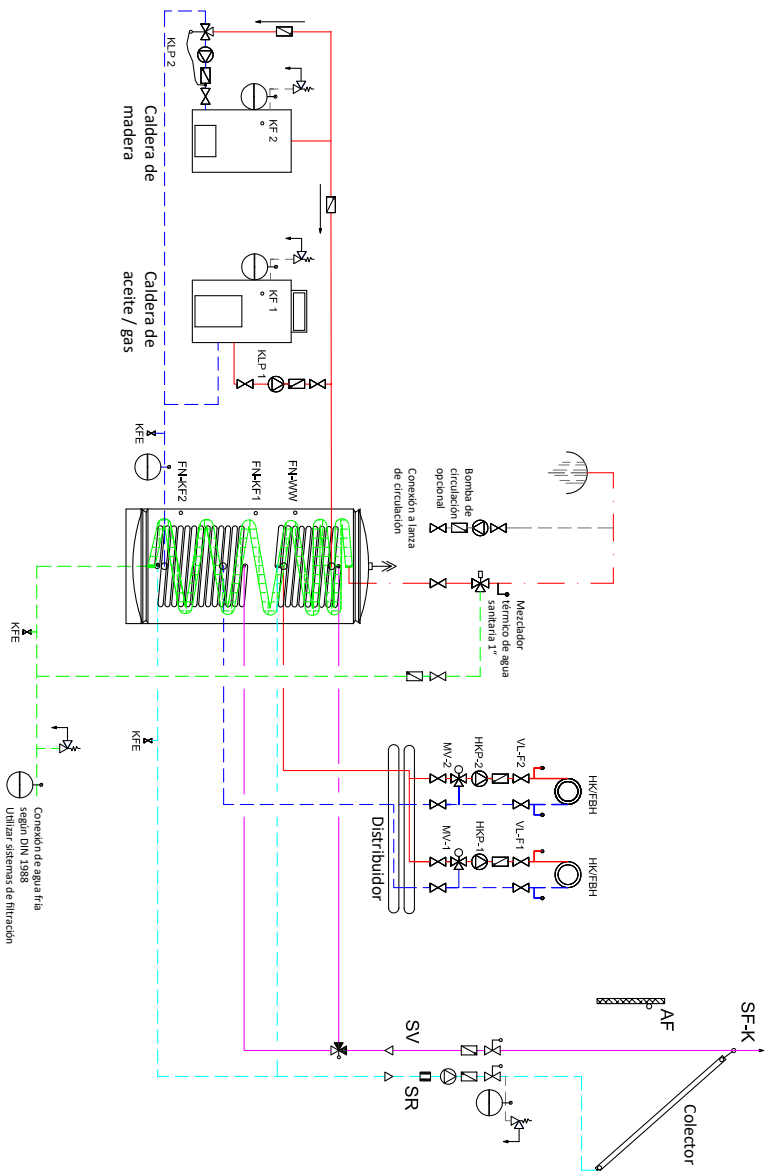 KLP 2
Caldera de
madera
KF 2
Caldera de
aceite / gas
KF 1
KLP 1
KFE
FN-KF2
FN-KF1
FN-WW
Conexión a lanza
de circulación
Bomba de
circulación
opcional
Mezclador
térmico de agua
sanitaria 1"
KFE
KFE
Conexión de agua fría
según DIN 1988
Utilizar sistemas de filtración
Distribuidor
MV-2
HKP-2
VL-F2
HK/FBH
MV-1
HKP-1
VL-F1
HK/FBH
AF
SF-K
SV
SR
Colector